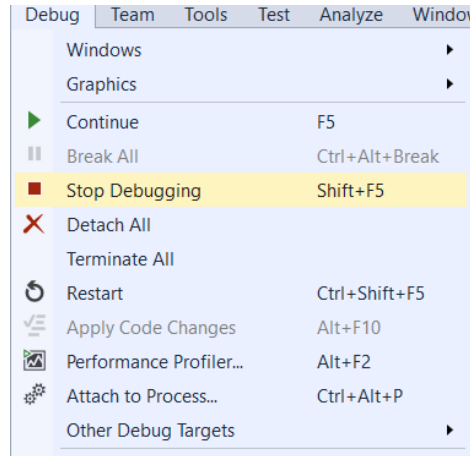 Debug Team Tools Test Analyze Window
Windows
Graphics
Continue F5
Break All Ctrl+Alt+Break
Stop Debugging Shift+F5
Detach All
Terminate All
Restart Ctrl+Shift+F5
Apply Code Changes Alt+F10
Performance Profiler... Alt+F2
Attach to Process... Ctrl+Alt+P
Other Debug Targets